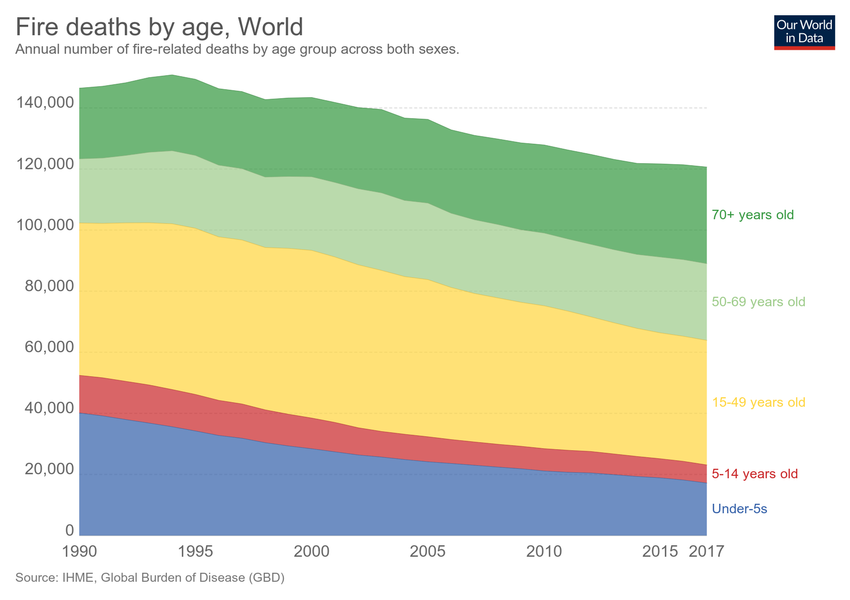 Fire deaths by age, World
Annual number of fire-related deaths by age group across both sexes.
Our World
in Data
140,000
120,000
100,000
80,000
60,000
40,000
20,000
0
70+ years old
50-69 years old
15-49 years old
5-14 years old
Under-5s
1990 1995 2000 2005 2010 2015 2017
Source: IHME, Global Burden of Disease (GBD)